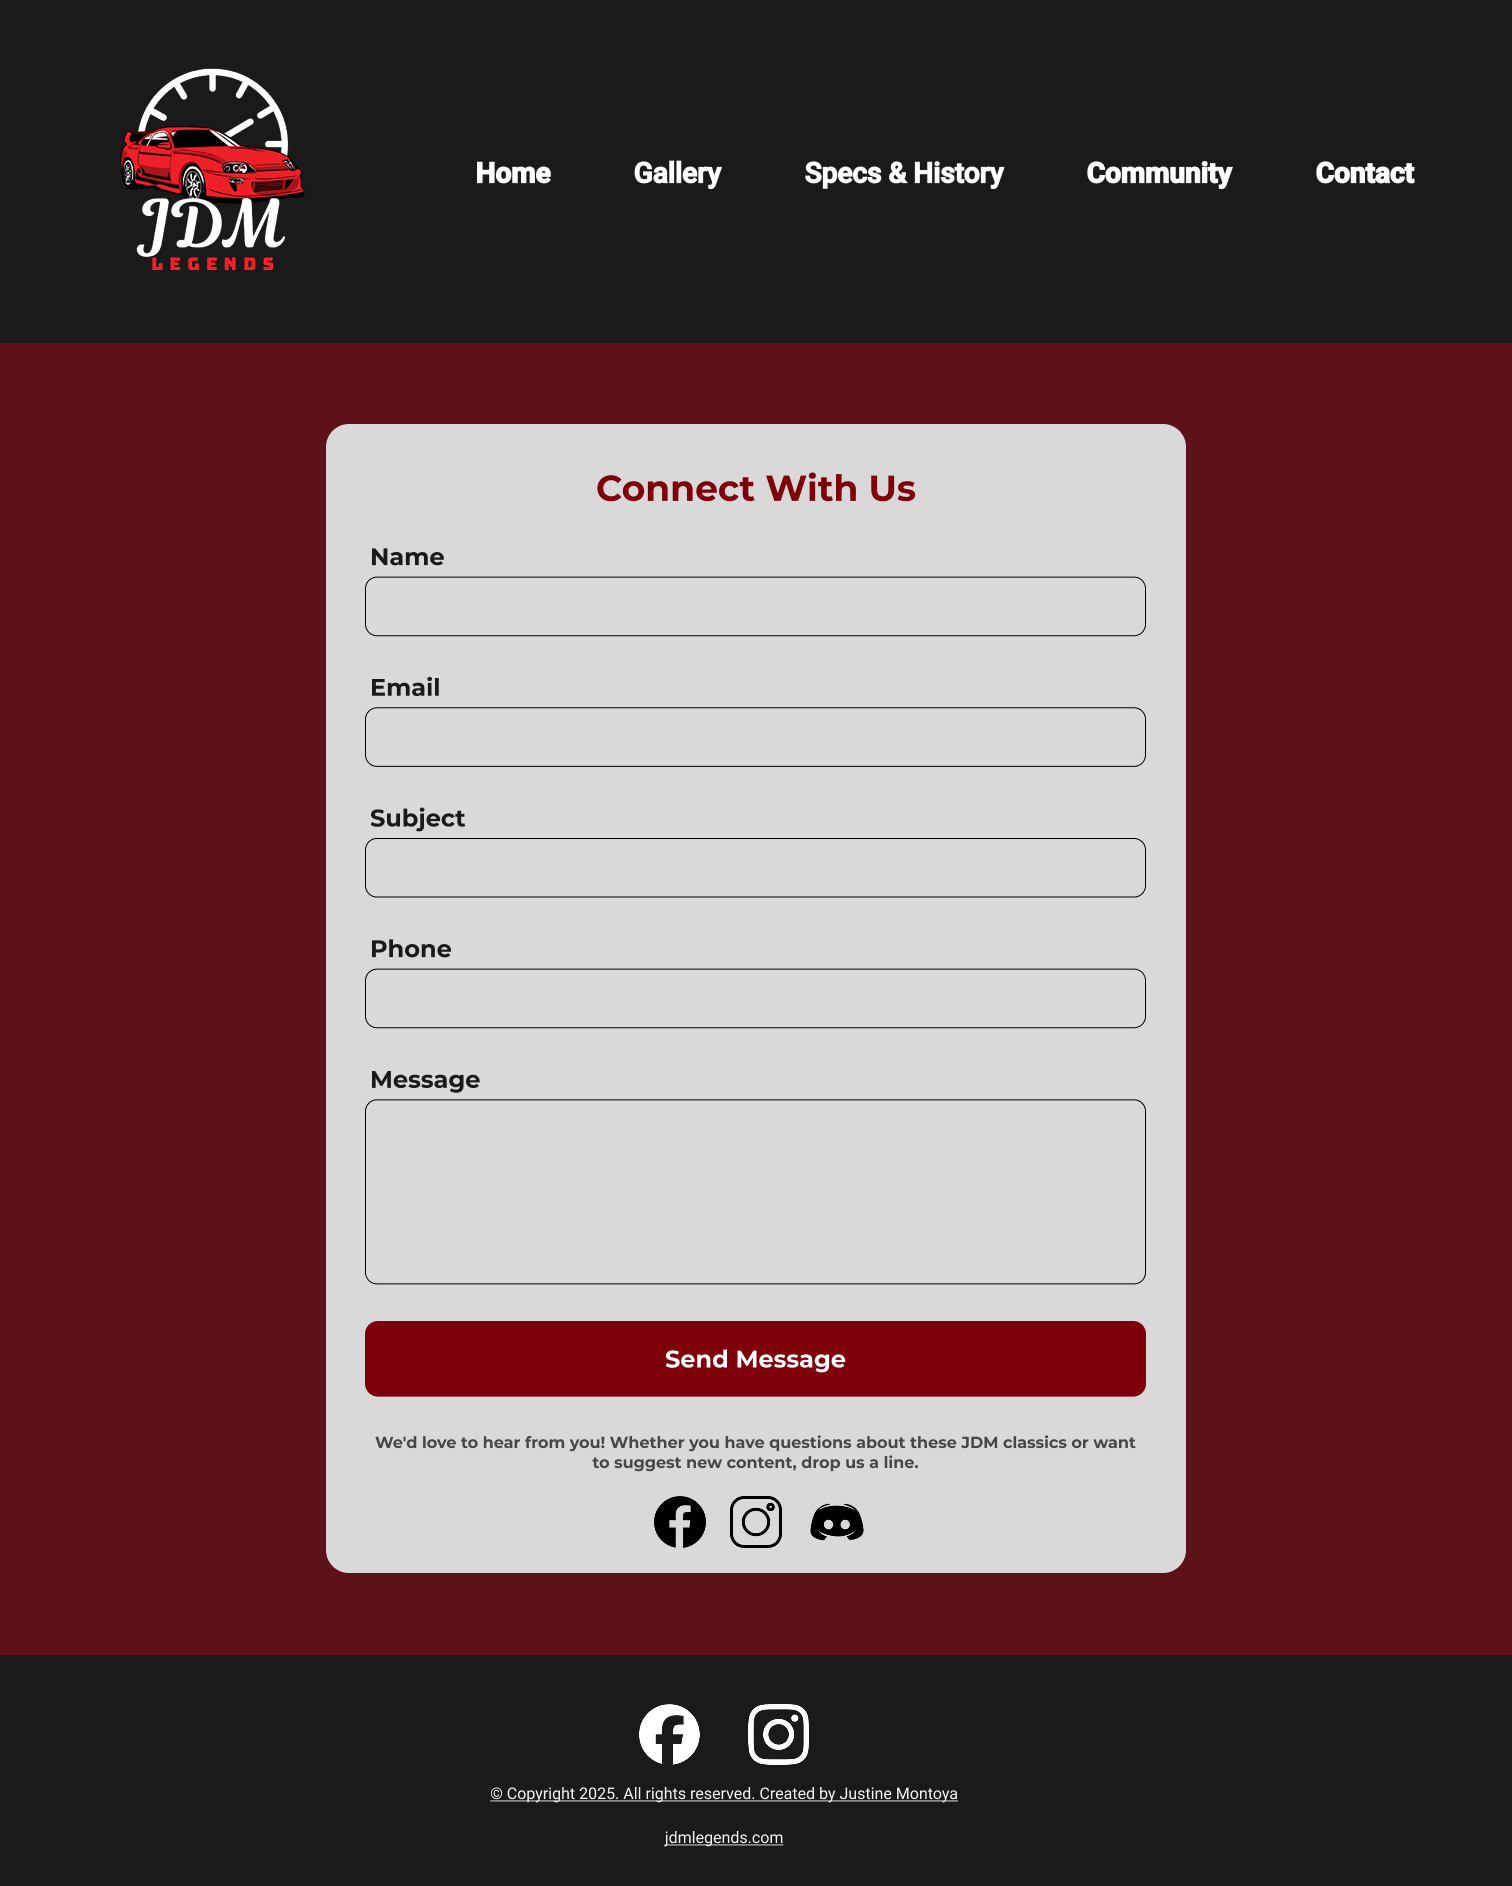 JDM
LEGENDS
Home Gallery Specs & History Community Contact
Connect With Us
Name
Email
Subject
Phone
Message
Send Message
We'd love to hear from you! Whether you have questions about these JDM classics or want
to suggest new content, drop us a line.
© Copyright 2025. All rights reserved. Created by Justine Montoya
jdmlegends.com